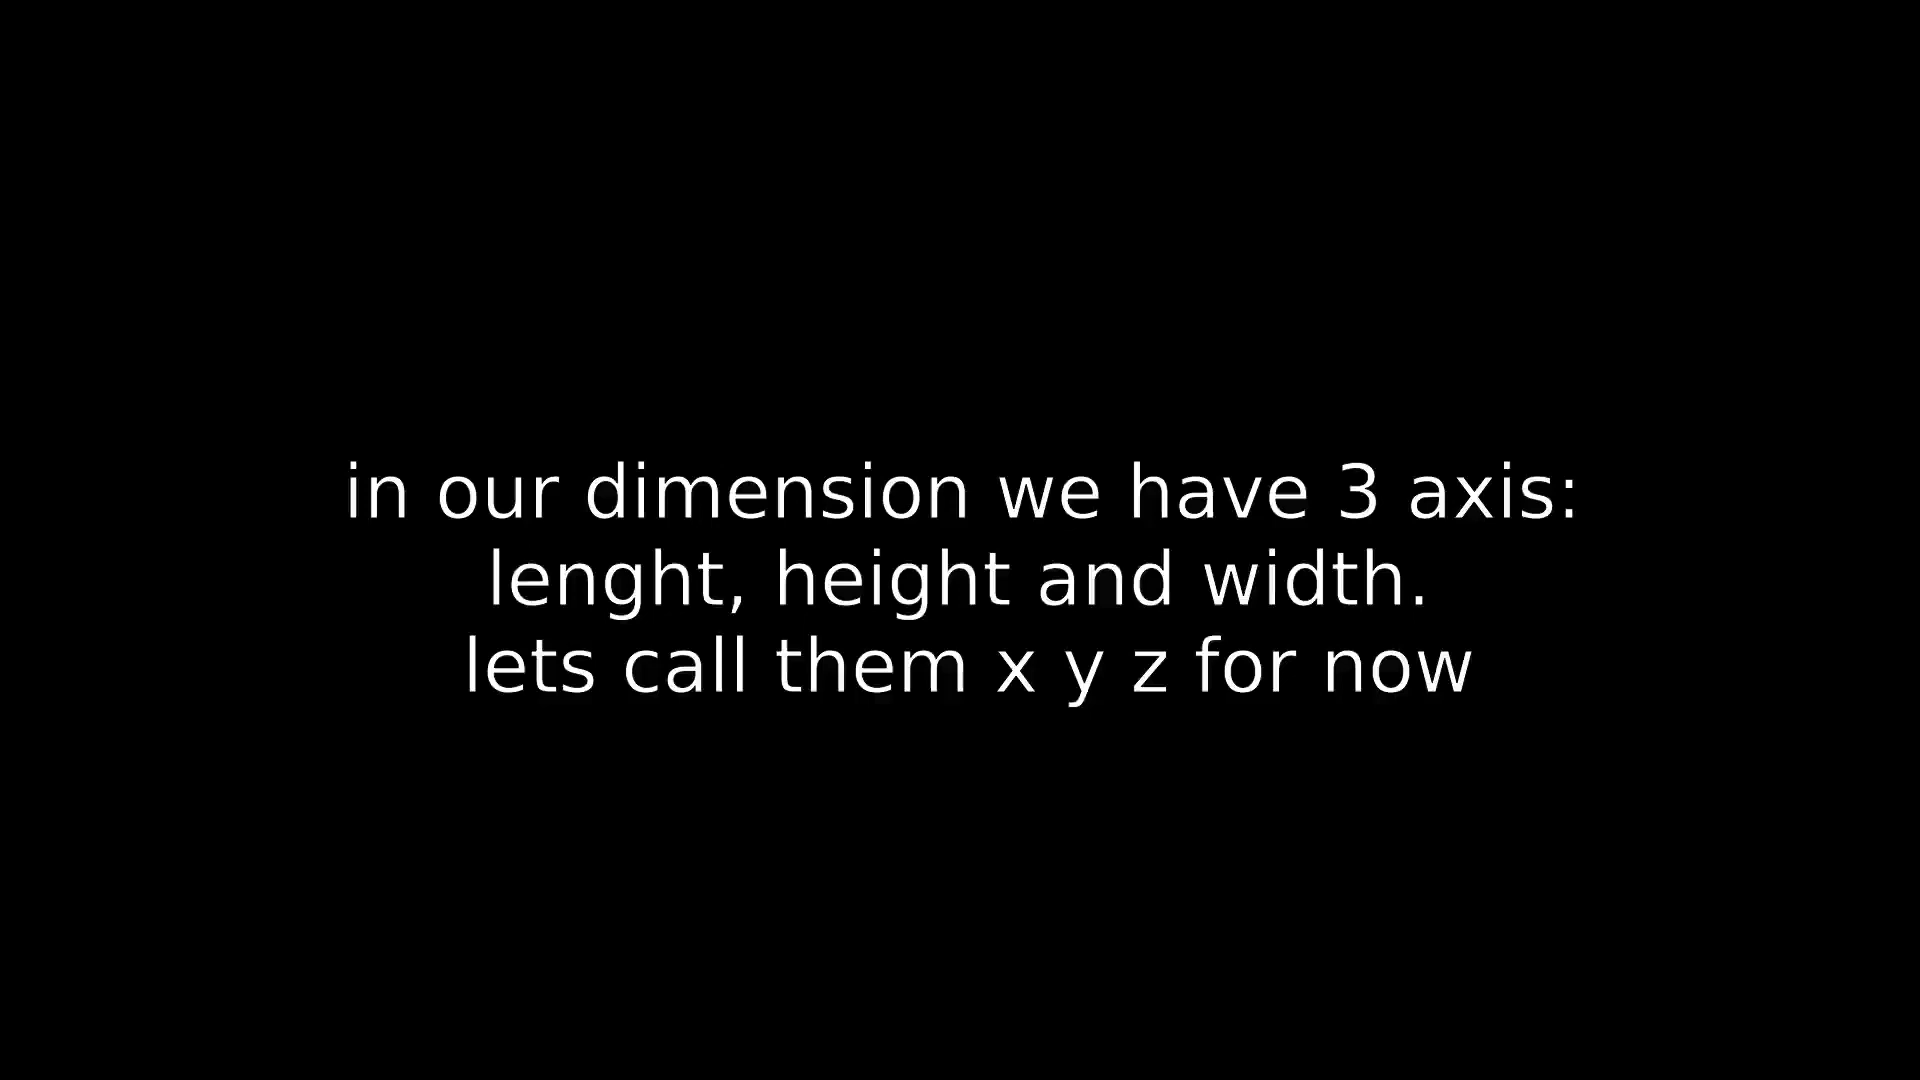 in our dimension we have 3 axis:
lenght, height and width.
lets call them x y z for now